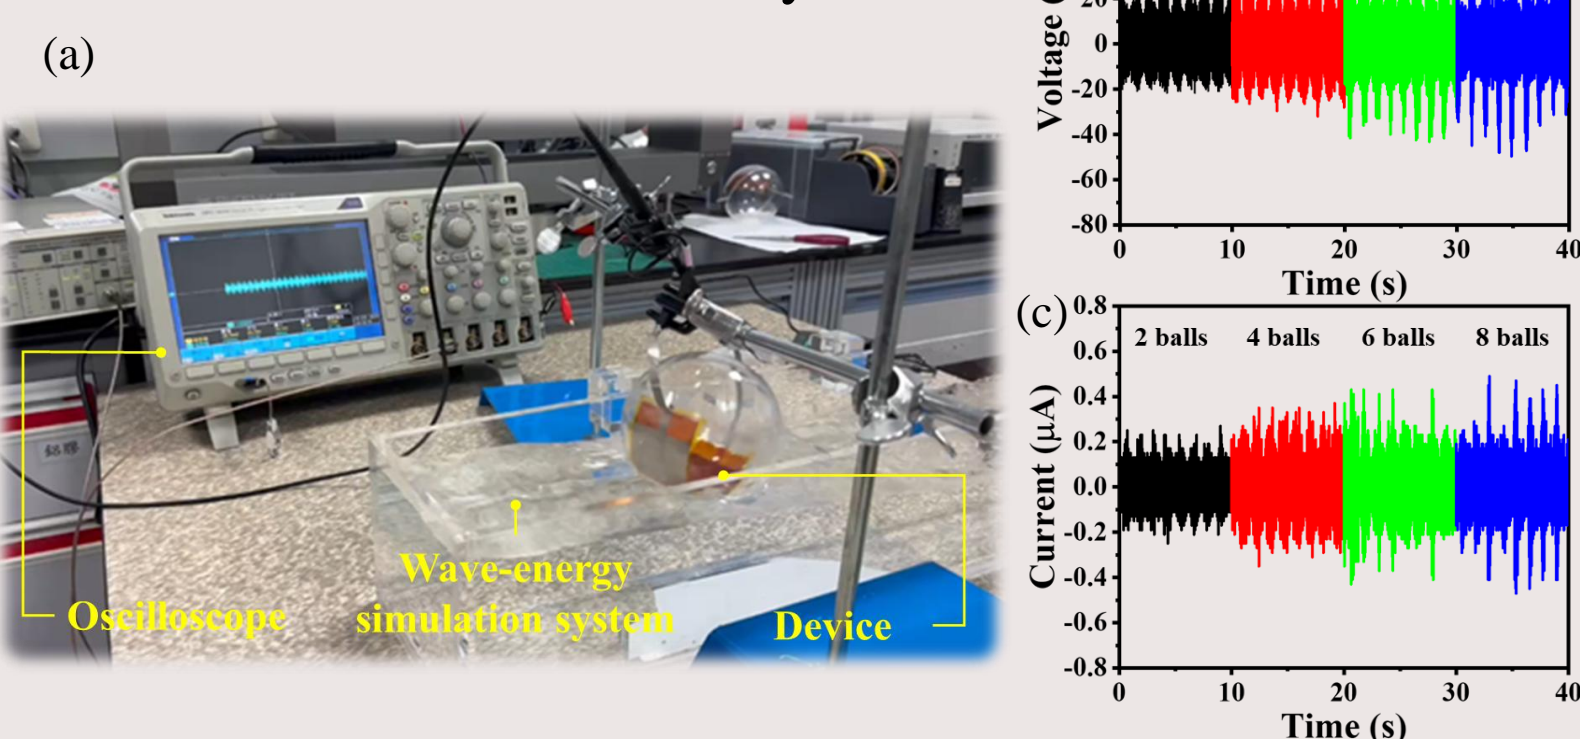 (a)
Oscilloscope
Wave-energy
simulation system
Device
鋁膠
Voltage (
20
0
-20
-40
-60
-80
0
10
20
30
40
Time (s)
(c)
Current (μA)
0.8
0.6
0.4
0.2
0.0
-0.2
-0.4
-0.6
-0.8
2 balls
4 balls
6 balls
8 balls
0
10
20
30
40
Time (s)